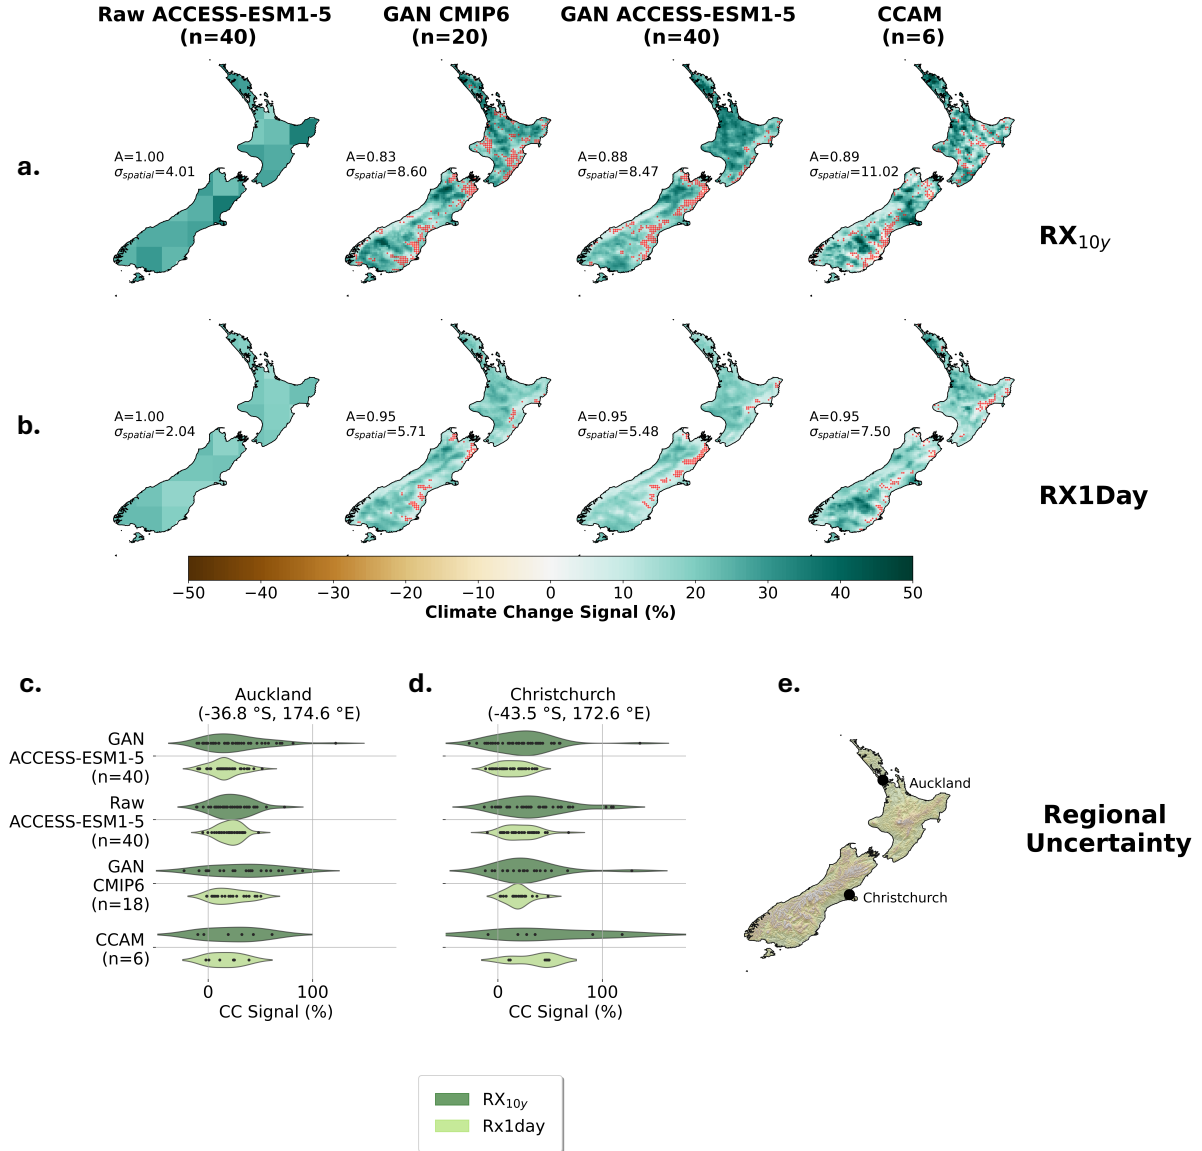 Raw ACCESS-ESM1-5
(n=40)
GAN CMIP6
(n=20)
GAN ACCESS-ESM1-5
(n=40)
CCAM
(n=6)
a.
A=1.00
σspatial=4.01
A=0.83
σspatial=8.60
A=0.88
σspatial=8.47
A=0.89
σspatial=11.02
RX10y
b.
A=1.00
σspatial=2.04
A=0.95
σspatial=5.71
A=0.95
σspatial=5.48
A=0.95
σspatial=7.50
RX1Day
−50 −40 −30 −20 −10 0 10 20 30 40 50
Climate Change Signal (%)
c.
Auckland
(-36.8 °S, 174.6 °E)
GAN
ACCESS-ESM1-5
(n=40)
Raw
ACCESS-ESM1-5
(n=40)
GAN
CMIP6
(n=18)
CCAM
(n=6)
0 100
CC Signal (%)
d.
Christchurch
(-43.5 °S, 172.6 °E)
0 100
CC Signal (%)
e.
Auckland
Christchurch
Regional
Uncertainty
RX10y
Rx1day